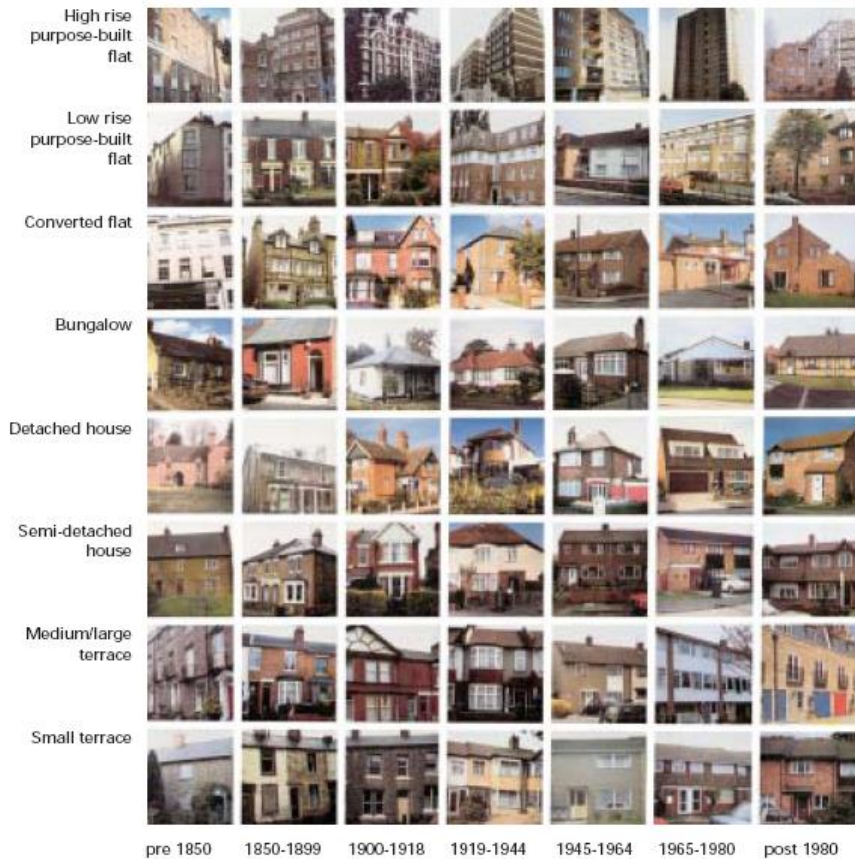 High rise
purpose-built
flat
Low rise
purpose-built
flat
Converted flat
Bungalow
Detached house
Semi-detached
house
Medium/large
terrace
Small terrace
pre 1850 1850-1899 1900-1918 1919-1944 1945-1964 1965-1980 post 1980